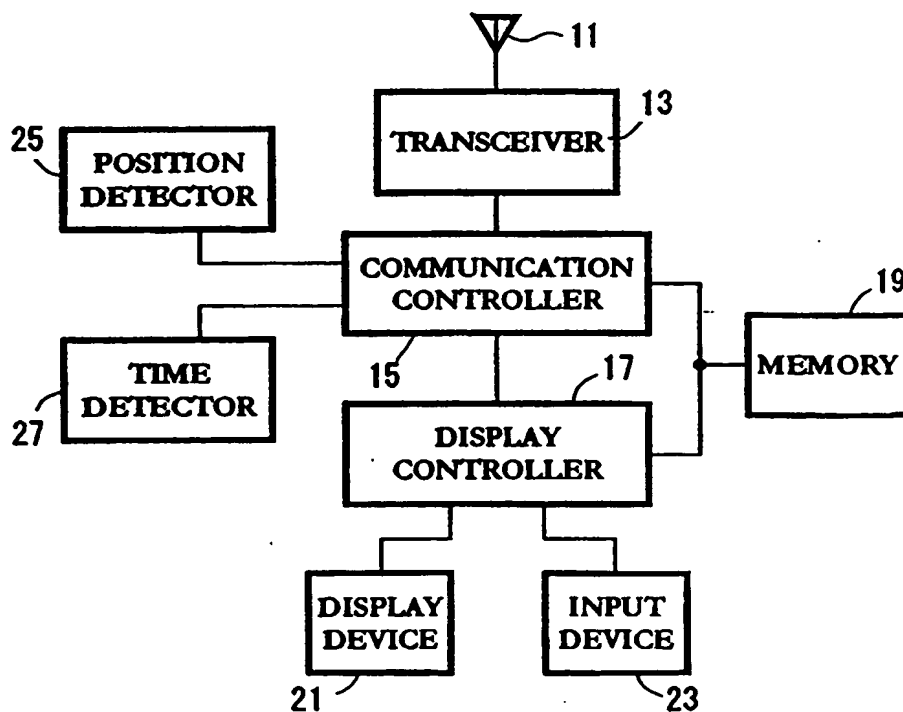 11
13
TRANSCEIVER
25
POSITION
DETECTOR
COMMUNICATION
CONTROLLER
15
19
MEMORY
TIME
DETECTOR
27
17
DISPLAY
CONTROLLER
DISPLAY
DEVICE
21
INPUT
DEVICE
23